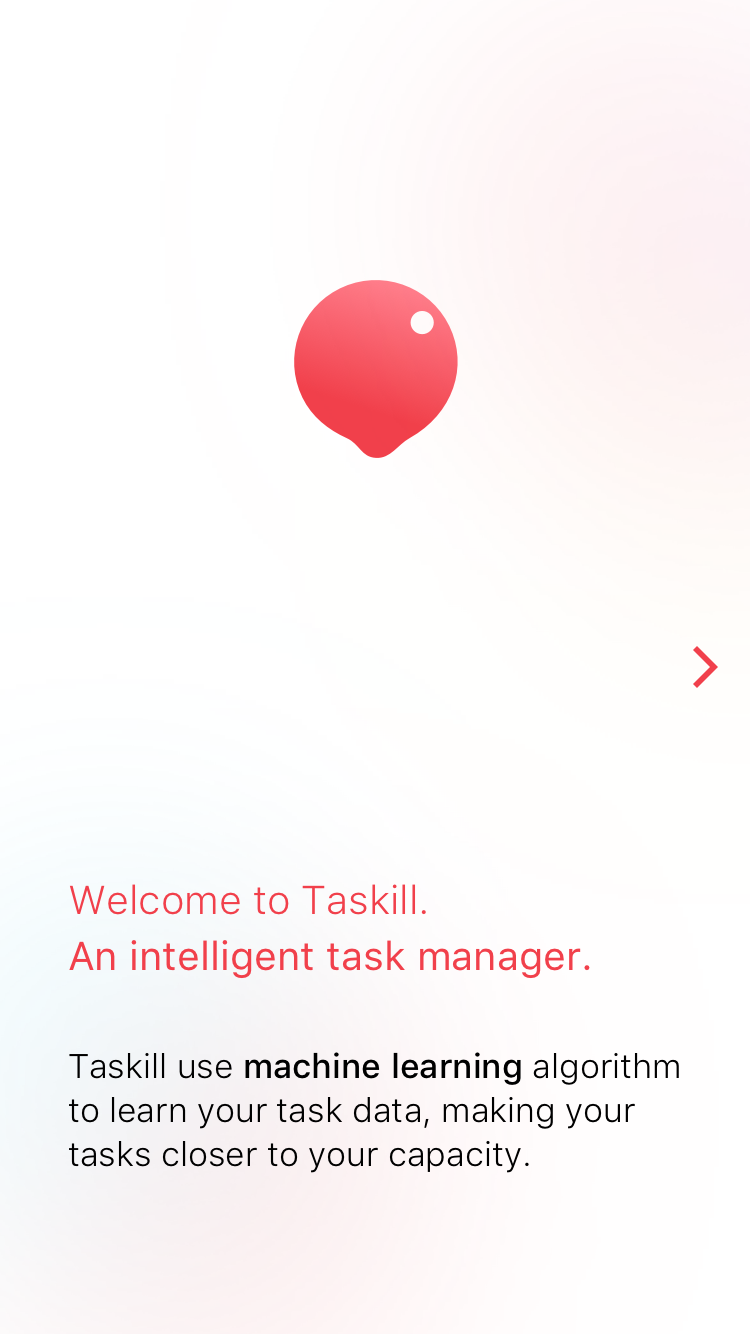 Welcome to Taskill.
An intelligent task manager.
Taskill use machine learning algorithm
to learn your task data, making your
tasks closer to your capacity.